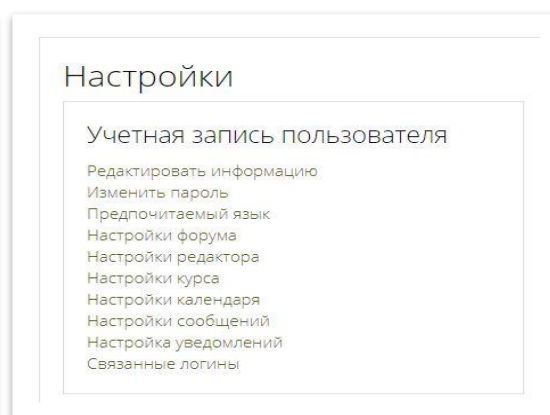 Настройки
Учетная запись пользователя
Редактировать информацию
Изменить пароль
Предпочитаемый язык
Настройки форума
Настройки редактора
Настройки курса
Настройки календаря
Настройки сообщений
Настройка уведомлений
Связанные логины